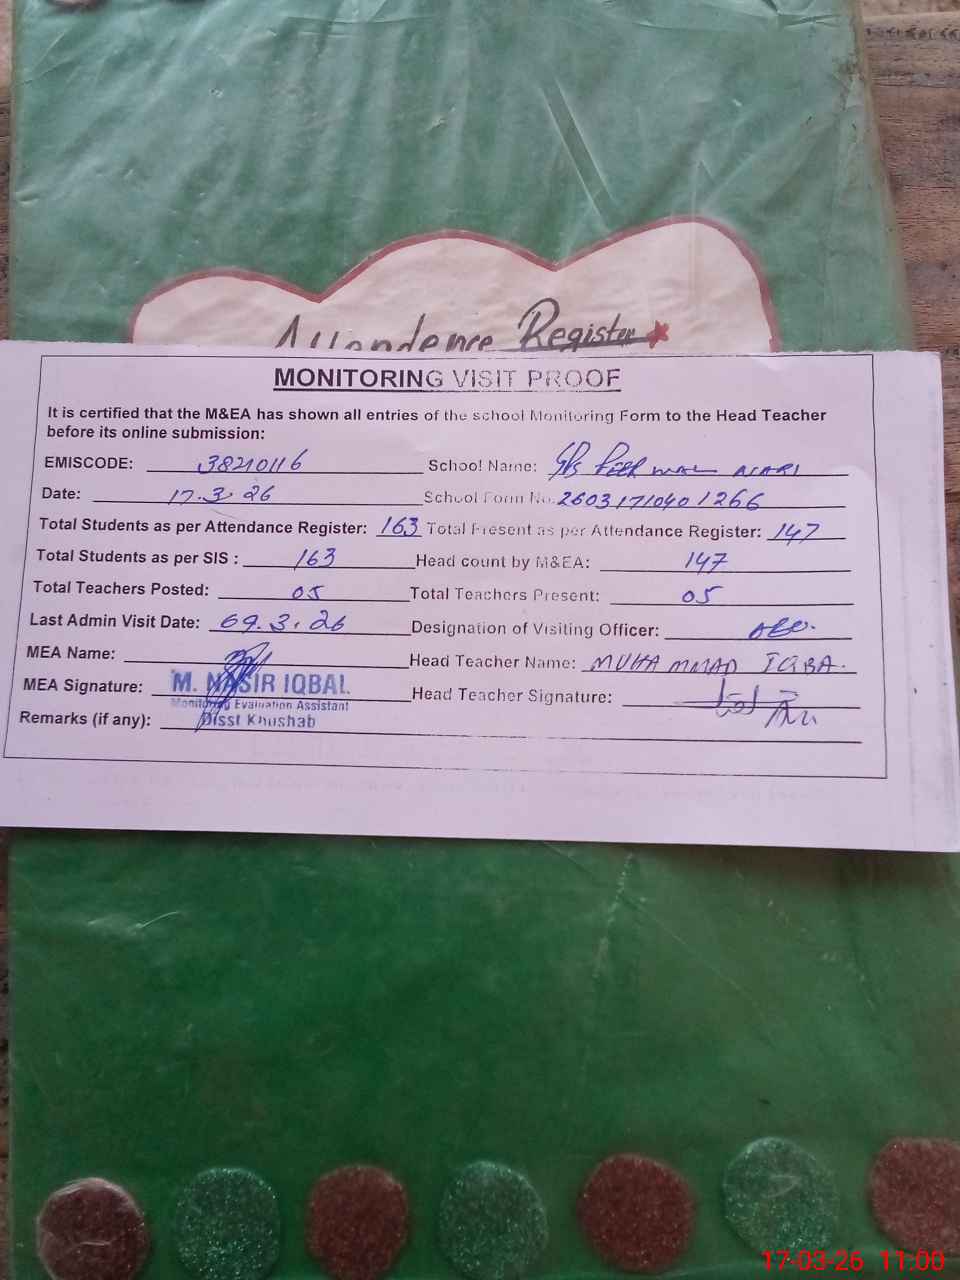 Attendence Register
MONITORING VISIT PROOF
It is certified that the M&EA has shown all entries of the school Monitoring Form to the Head Teacher
before its online submission:
EMISCODE: 38210116 School Name: GPS PEER
Date: 17.3.26 School Form No. 2603171040 1266
Total Students as per Attendance Register: 163 Total Present as per Attendance Register: 147
Total Students as per SIS : 163 Head count by M&EA: 147
Total Teachers Posted: 05 Total Teachers Present: 05
Last Admin Visit Date: 09.3.26 Designation of Visiting Officer: AEO.
MEA Name: Head Teacher Name: MUHAMMAD IQBA.
MEA Signature: M. NASIR IQBAL Head Teacher Signature:
Monitoring Evaluation Assistant
Remarks (if any): Disst Khushab
17-03-26 11:00